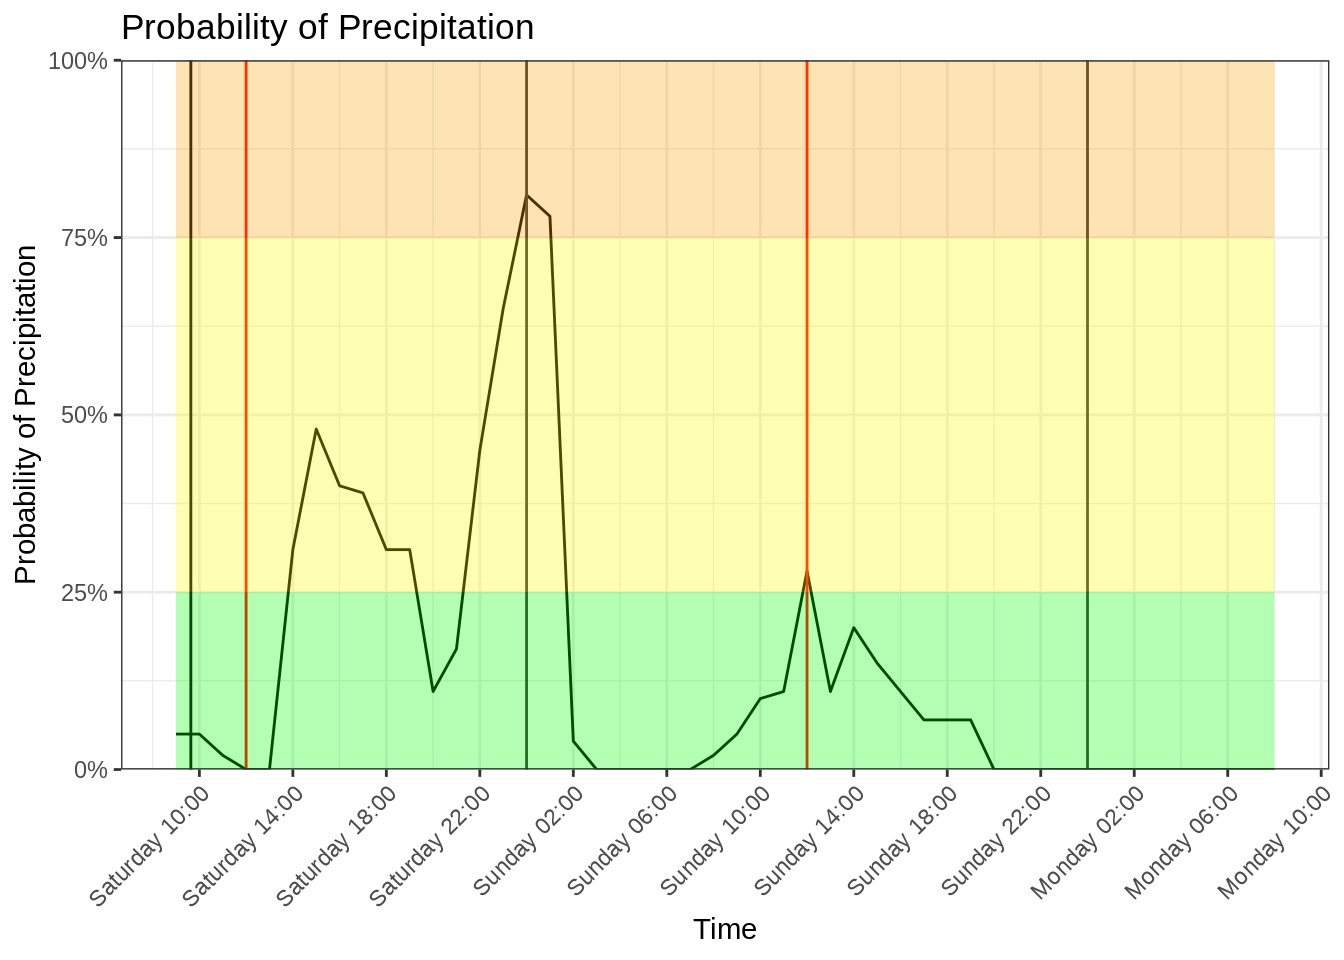 Probability of Precipitation
Probability of Precipitation
100%
75%
50%
25%
0%
Saturday 10:00
Saturday 14:00
Saturday 18:00
Saturday 22:00
Sunday 02:00
Sunday 06:00
Sunday 10:00
Sunday 14:00
Sunday 18:00
Sunday 22:00
Monday 02:00
Monday 06:00
Monday 10:00
Time